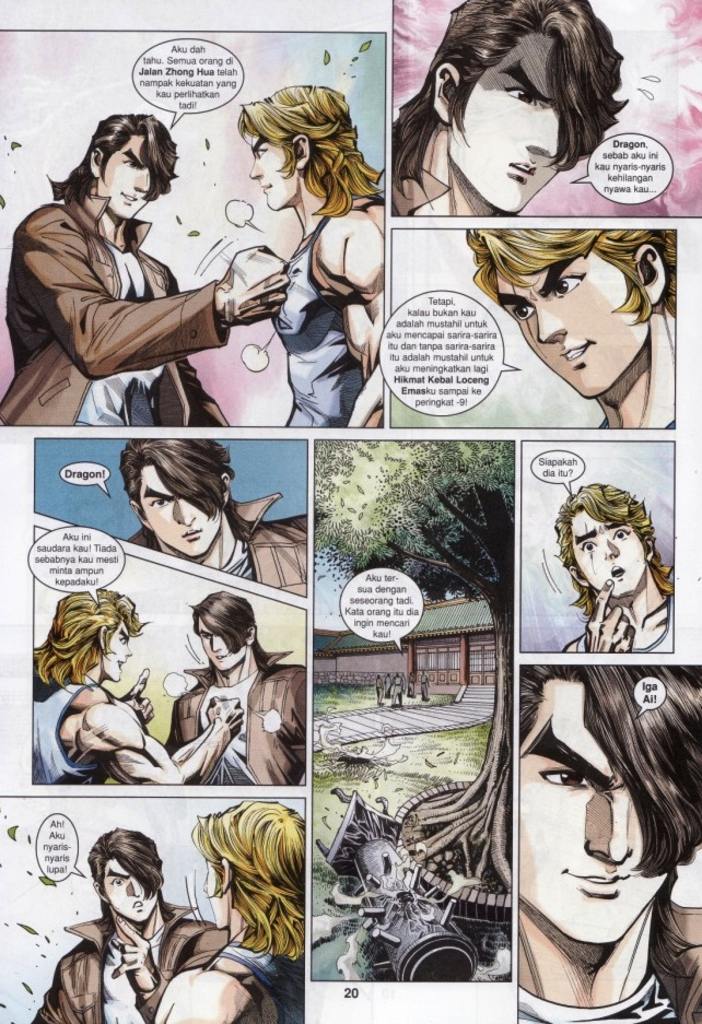 Aku dah
tahu. Semua orang di
Jalan Zhong Hua telah
nampak kekuatan yang
kau perlihatkan
tadi!
Dragon,
sebab aku ini
kau nyaris-nyaris
kehilangan
nyawa kau...
Tetapi,
kalau bukan kau
adalah mustahil untuk
aku mencapai sarira-sarira
itu dan tanpa sarira-sarira
itu adalah mustahil untuk
aku meningkatkan lagi
Hikmat Kebal Loceng
Emasku sampai ke
peringkat -9!
Dragon!
Aku ini
saudara kau! Tiada
sebabnya kau mesti
minta ampun
kepadaku!
Ah!
Aku
nyaris-
nyaris
lupa!
Aku ter-
sua dengan
seseorang tadi.
Kata orang itu dia
ingin mencari
kau!
Siapakah
dia itu?
Iga
Ai!
20